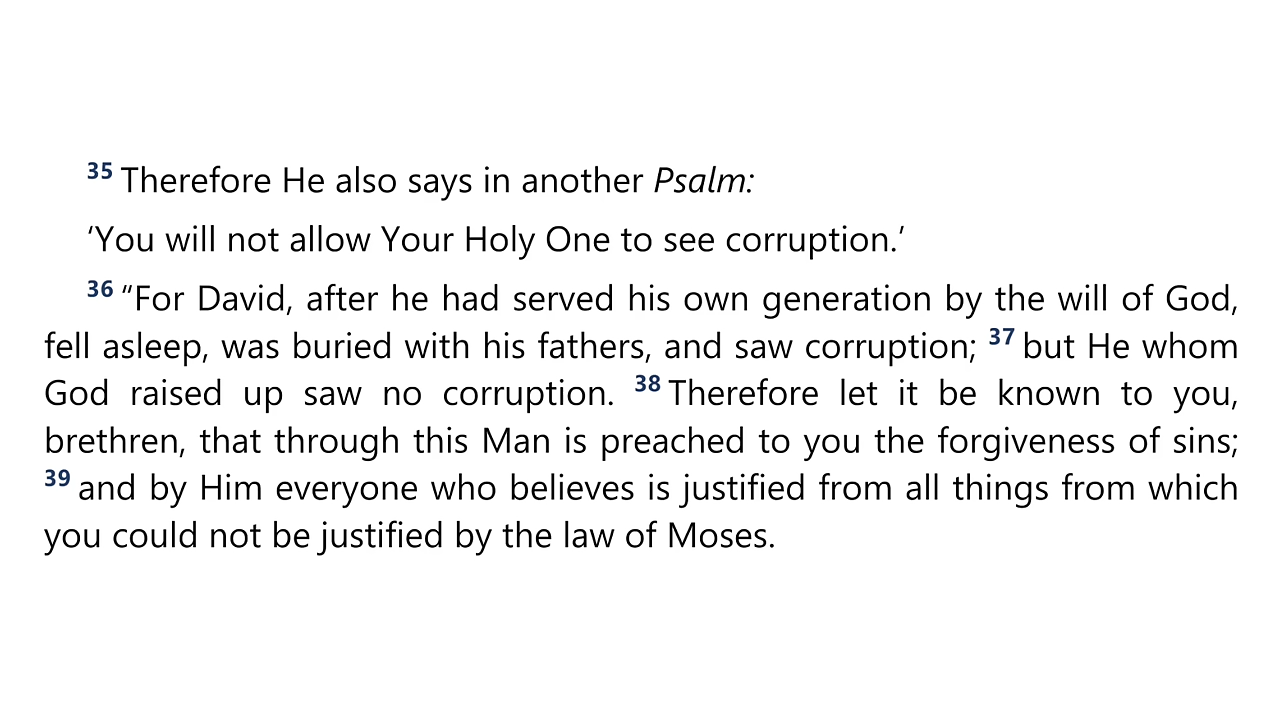 35 Therefore He also says in another Psalm:
‘You will not allow Your Holy One to see corruption.’
36 “For David, after he had served his own generation by the will of God,
fell asleep, was buried with his fathers, and saw corruption; 37 but He whom
God raised up saw no corruption. 38 Therefore let it be known to you,
brethren, that through this Man is preached to you the forgiveness of sins;
39 and by Him everyone who believes is justified from all things from which
you could not be justified by the law of Moses.